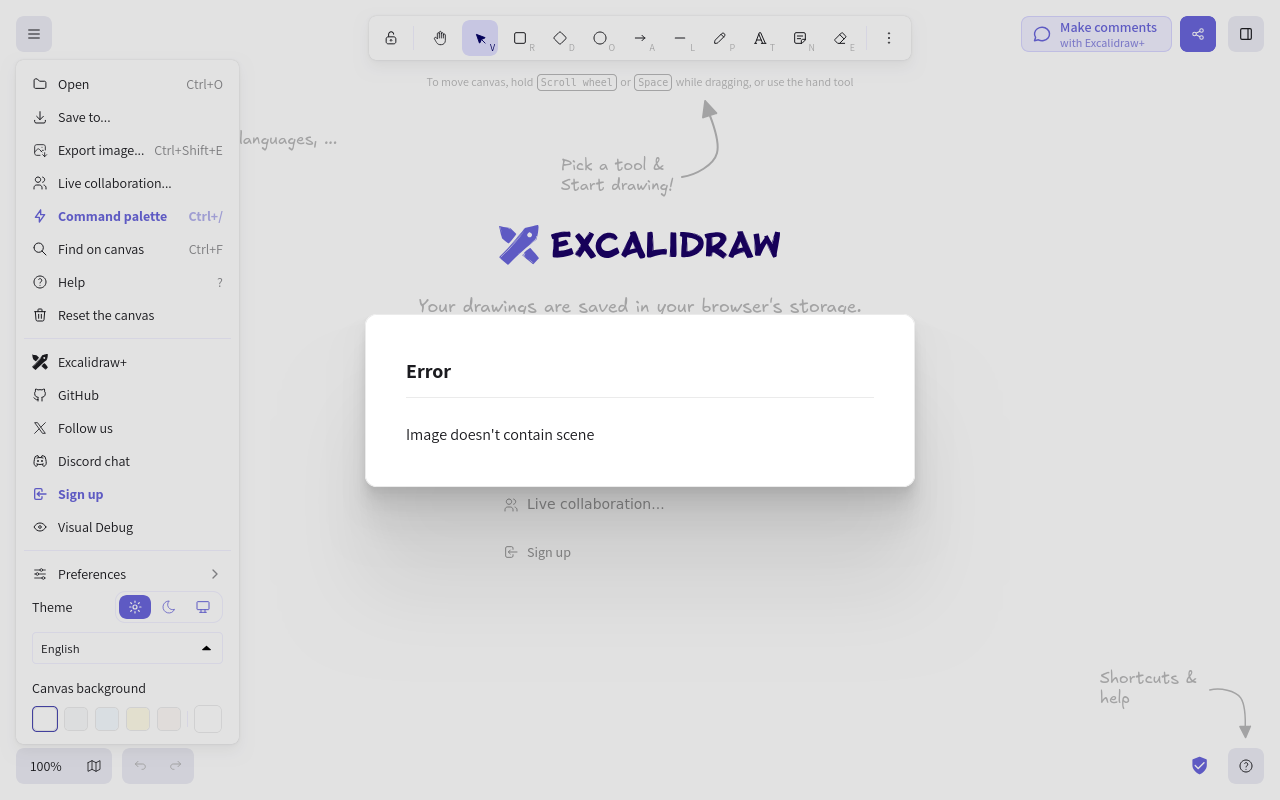 V
R
D
O
A
L
P
T
N
E
Make comments
with Excalidraw+
To move canvas, hold Scroll wheel or Space while dragging, or use the hand tool
Open Ctrl+O
Save to...
Export image... Ctrl+Shift+E
Live collaboration...
Command palette Ctrl+/
Find on canvas Ctrl+F
Help ?
Reset the canvas
Excalidraw+
GitHub
Follow us
Discord chat
Sign up
Visual Debug
Preferences
Theme
English
Canvas background
100%
languages, ...
Pick a tool &
Start drawing!
EXCALIDRAW
Your drawings are saved in your browser's storage.
Error
Image doesn't contain scene
Live collaboration...
Sign up
Shortcuts &
help